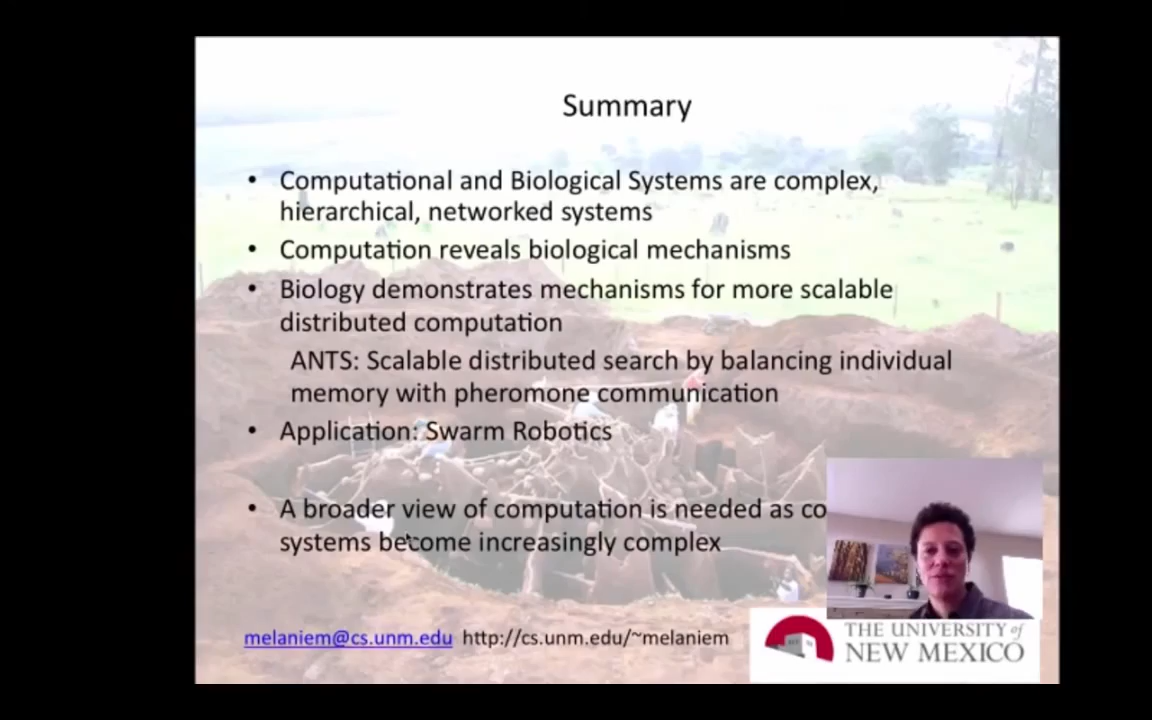 Summary
• Computational and Biological Systems are complex,
hierarchical, networked systems
• Computation reveals biological mechanisms
• Biology demonstrates mechanisms for more scalable
distributed computation
ANTS: Scalable distributed search by balancing individual
memory with pheromone communication
• Application: Swarm Robotics
• A broader view of computation is needed as co
systems become increasingly complex
melaniem@cs.unm.edu http://cs.unm.edu/~melaniem
THE UNIVERSITY of
NEW MEXICO